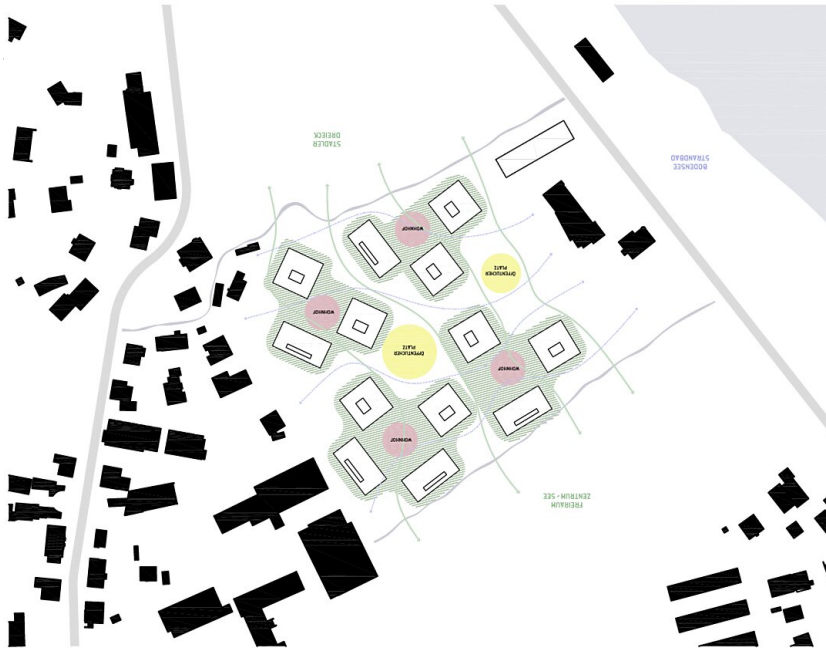 STADLER
DREIECK
BODENSEE
STRANDBAD
WOHNHOF
ÖFFENTLICHER
PLATZ
WOHNHOF
ÖFFENTLICHER
PLATZ
WOHNHOF
WOHNHOF
FREIRAUM
ZENTRUM - SEE